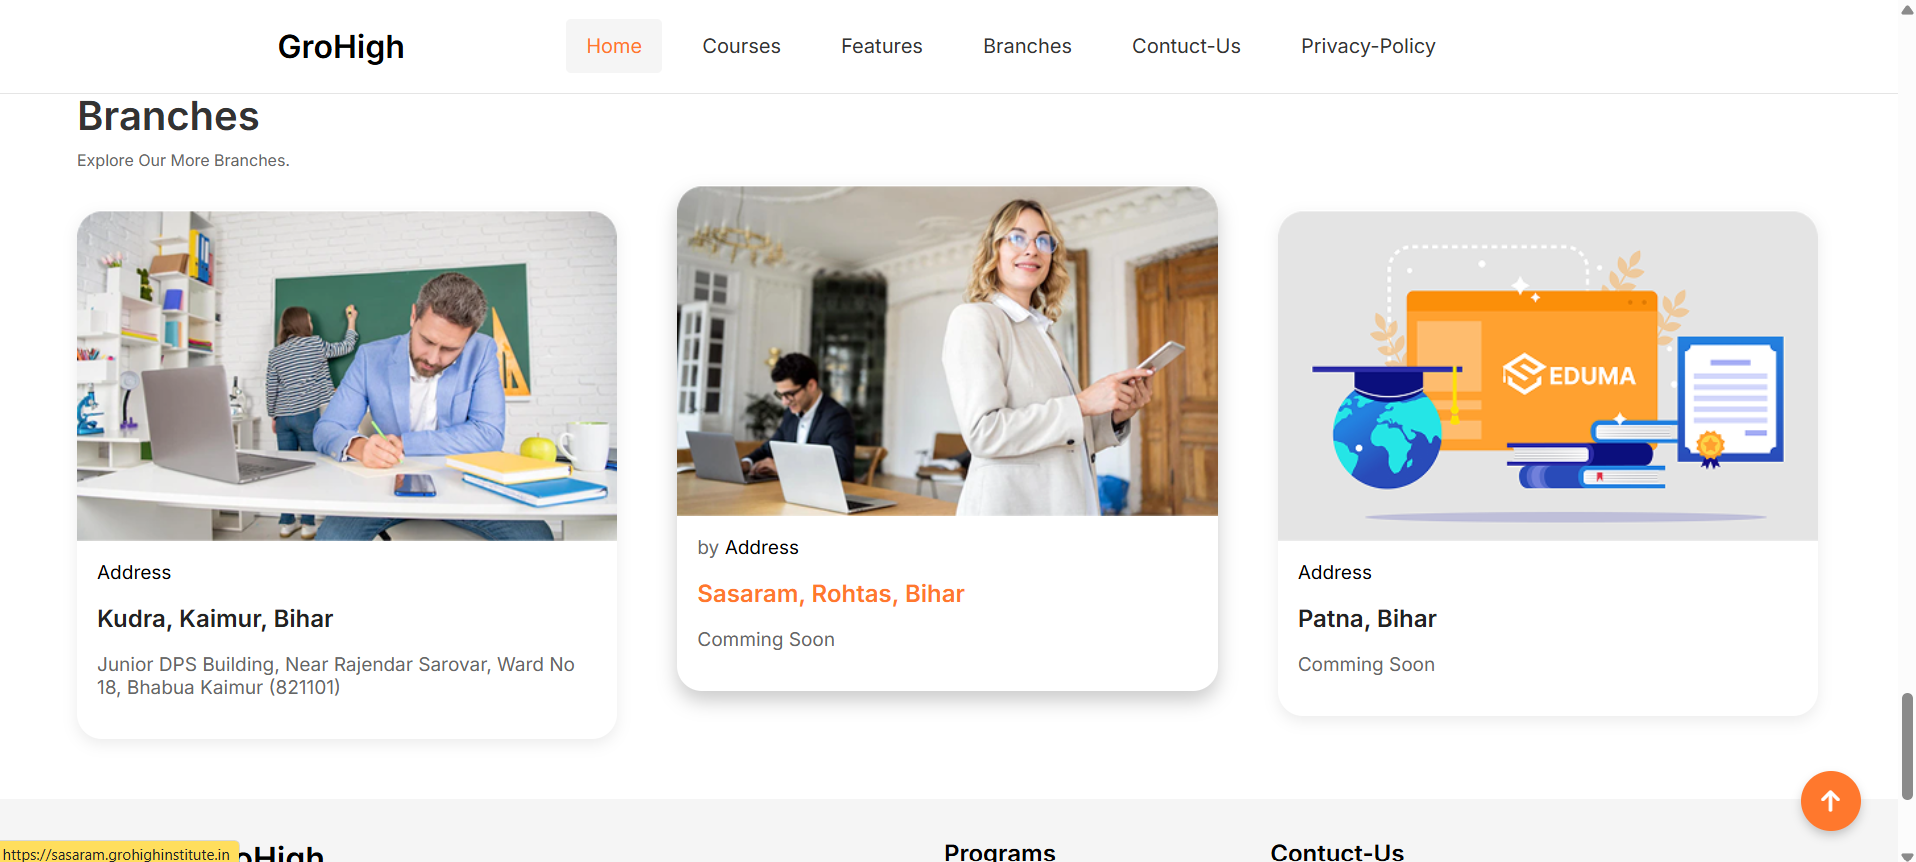 GroHigh
Home
Courses
Features
Branches
Contuct-Us
Privacy-Policy
Branches
Explore Our More Branches.
EDUMA
Address
Kudra, Kaimur, Bihar
Junior DPS Building, Near Rajendar Sarovar, Ward No
18, Bhabua Kaimur (821101)
by Address
Sasaram, Rohtas, Bihar
Comming Soon
Address
Patna, Bihar
Comming Soon
https://sasaram.grohighinstitute.in
oHigh
Programs
Contuct-Us